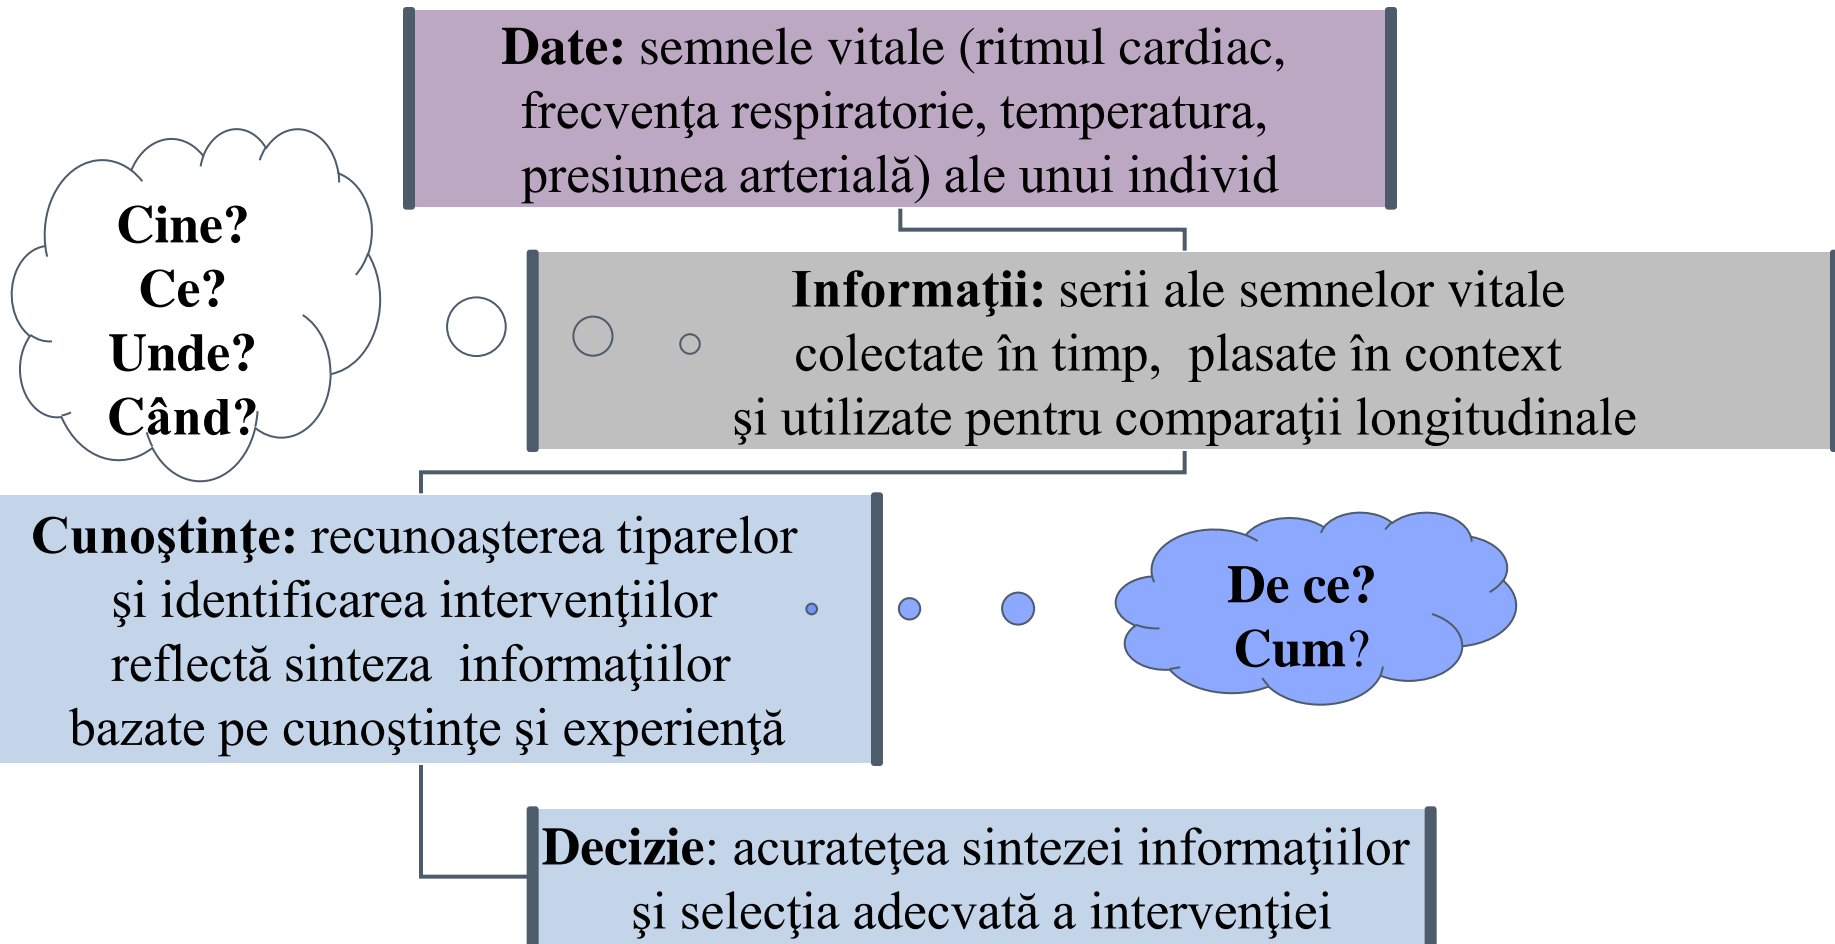 Date: semnele vitale (ritmul cardiac,
frecvenţa respiratorie, temperatura,
presiunea arterială) ale unui individ
Cine?
Ce?
Unde?
Când?
Informaţii: serii ale semnelor vitale
colectate în timp,  plasate în context
şi utilizate pentru comparaţii longitudinale
Cunoştinţe: recunoaşterea tiparelor
şi identificarea intervenţiilor
reflectă sinteza  informaţiilor
bazate pe cunoştinţe şi experienţă
De ce?
Cum?
Decizie: acurateţea sintezei informaţiilor
şi selecţia adecvată a intervenţiei